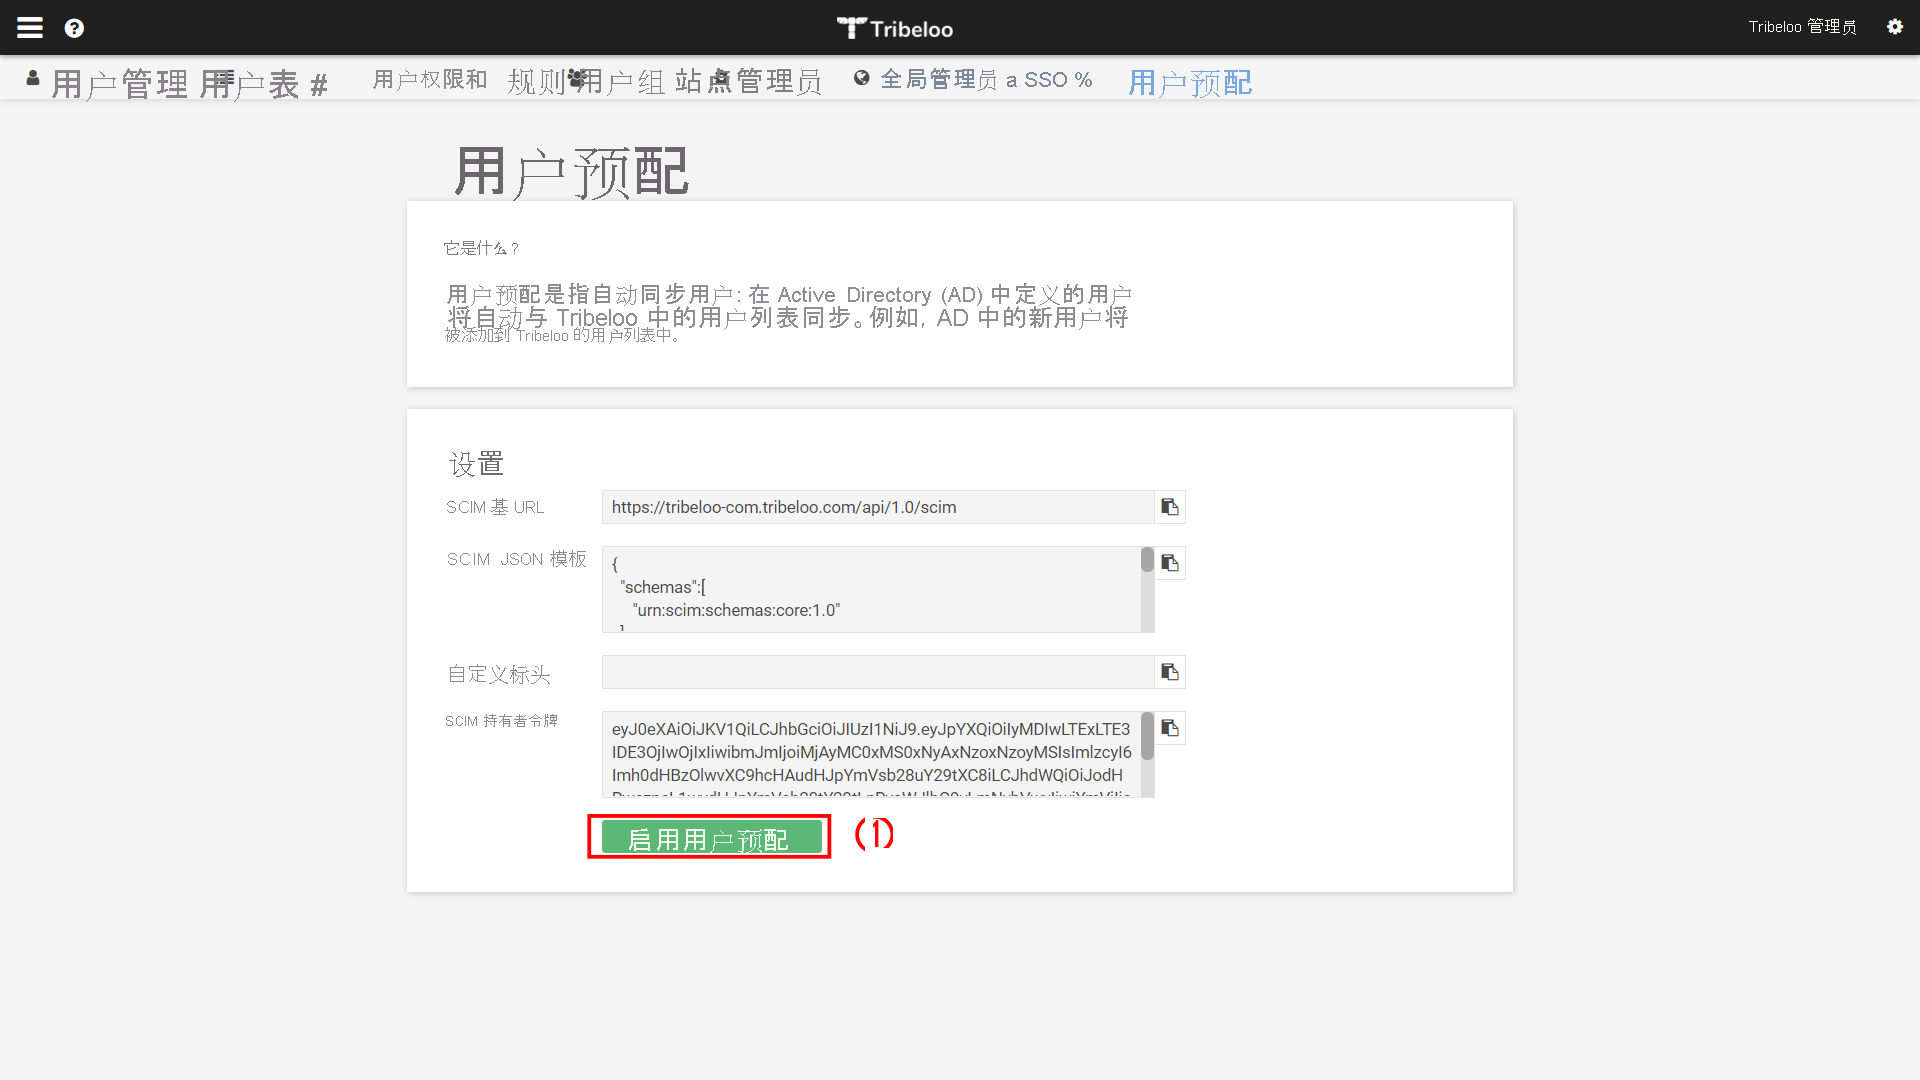 Tribeloo
Tribeloo 管理员
用户管理 用户表 # 用户权限和 规则 用户组 站点管理员 全局管理员 a SSO % 用户预配
用户预配
它是什么？
用户预配是指自动同步用户: 在 Active Directory (AD) 中定义的用户
将自动与 Tribeloo 中的用户列表同步。例如, AD 中的新用户将
被添加到 Tribeloo 的用户列表中。
设置
SCIM 基 URL
https://tribeloo-com.tribeloo.com/api/1.0/scim
SCIM JSON 模板
{
"schemas":[
"urn:scim:schemas:core:1.0"
]
自定义标头
SCIM 持有者令牌
eyJ0eXAiOiJKV1QiLCJhbGciOiJIUzI1NiJ9.eyJpYXQiOiIyMDIwLTExLTE3
IDE3OjIwOjIxIiwibmJmIjoiMjAyMC0xMS0xNyAxNzoxNzoyMSIsImlzcyI6
Imh0dHBzOlwvXC9hcHAudHJpYmVsb28uY29tXC8iLCJhdWQiOiJodH
启用用户预配
(1)